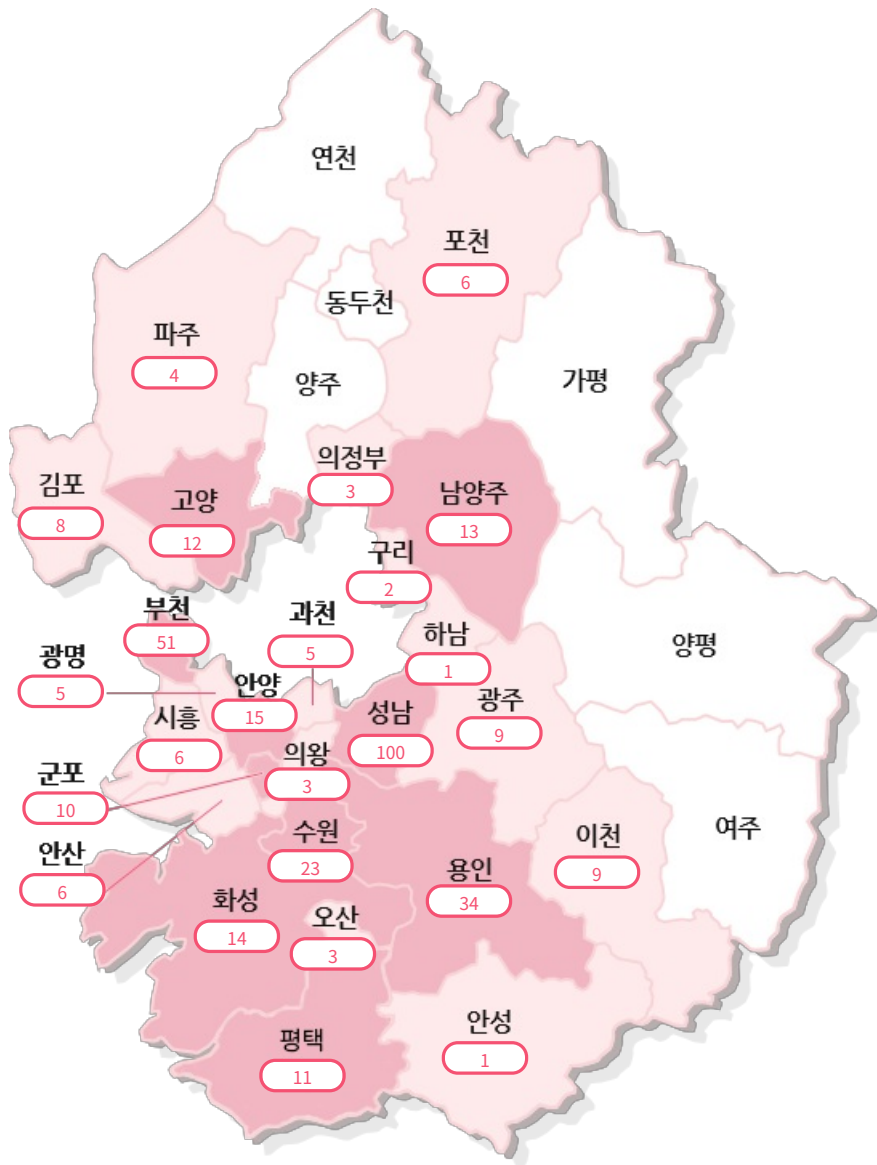 연천
포천
6
동두천
파주
4
양주
가평
의정부
3
김포
8
고양
12
남양주
13
구리
2
부천
51
과천
5
하남
1
양평
광명
5
안양
15
시흥
6
성남
100
광주
9
의왕
3
군포
10
수원
23
이천
9
여주
안산
6
용인
34
화성
14
오산
3
안성
1
평택
11